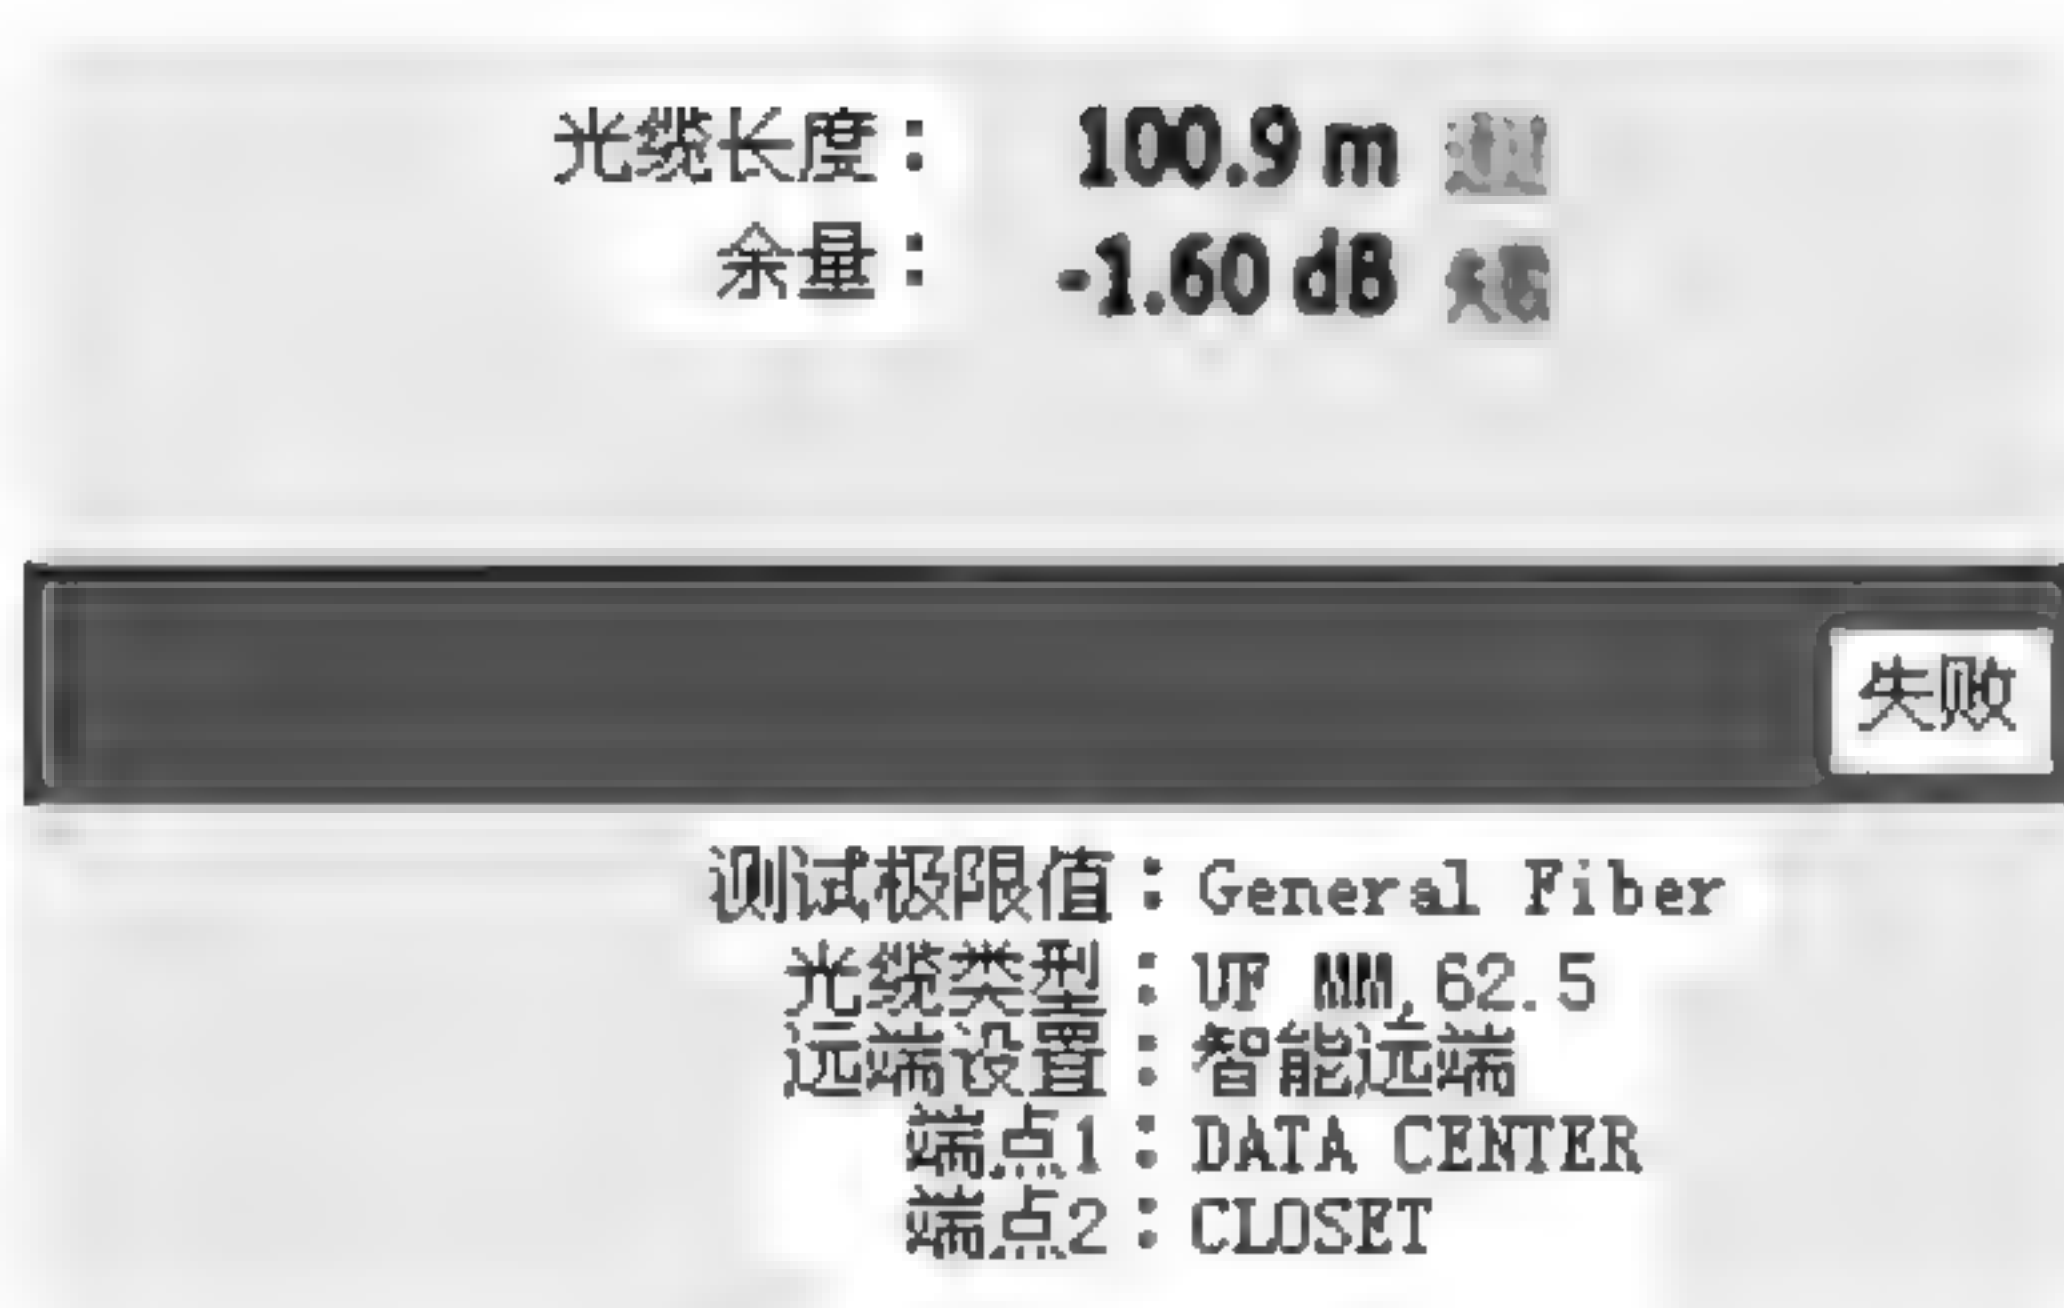 光缆长度： 100.9 m
余量： -1.60 dB
失败
测试极限值：General Fiber
光缆类型：UF MM,62.5
远端设置：智能远端
端点1：DATA CENTER
端点2：CLOSET